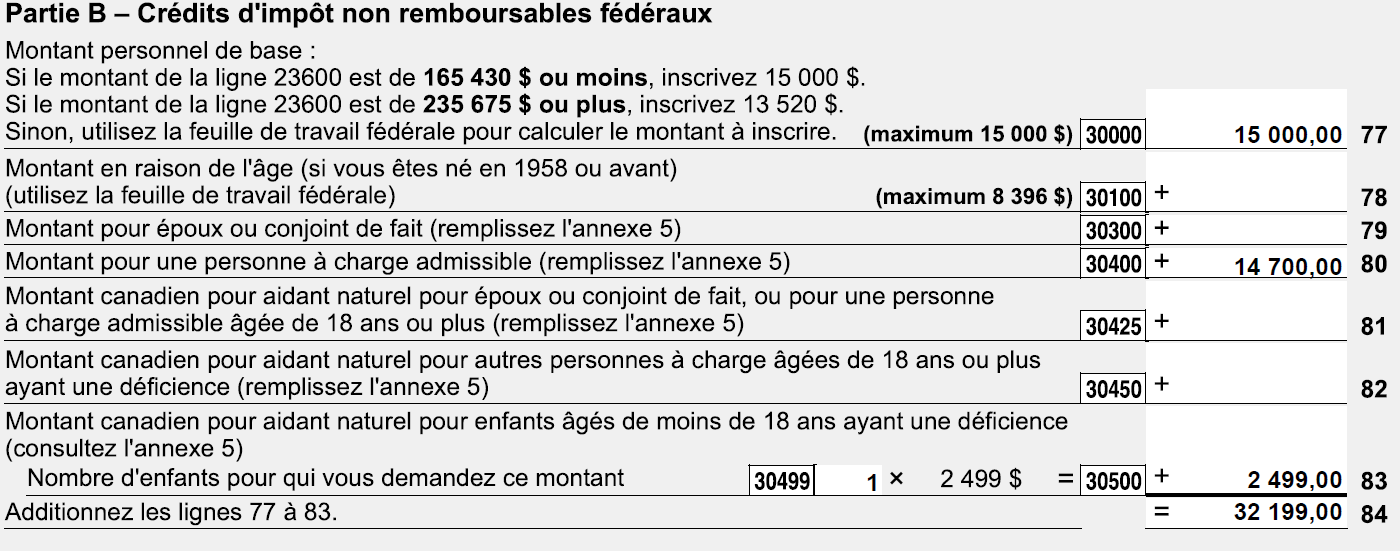 Partie B – Crédits d'impôt non remboursables fédéraux
Montant personnel de base :
Si le montant de la ligne 23600 est de 165 430 $ ou moins, inscrivez 15 000 $.
Si le montant de la ligne 23600 est de 235 675 $ ou plus, inscrivez 13 520 $.
Sinon, utilisez la feuille de travail fédérale pour calculer le montant à inscrire. (maximum 15 000 $) 30000 15 000,00 77
Montant en raison de l'âge (si vous êtes né en 1958 ou avant)
(utilisez la feuille de travail fédérale) (maximum 8 396 $) 30100 + 78
Montant pour époux ou conjoint de fait (remplissez l'annexe 5) 30300 + 79
Montant pour une personne à charge admissible (remplissez l'annexe 5) 30400 + 14 700,00 80
Montant canadien pour aidant naturel pour époux ou conjoint de fait, ou pour une personne
à charge admissible âgée de 18 ans ou plus (remplissez l'annexe 5) 30425 + 81
Montant canadien pour aidant naturel pour autres personnes à charge âgées de 18 ans ou plus
ayant une déficience (remplissez l'annexe 5) 30450 + 82
Montant canadien pour aidant naturel pour enfants âgés de moins de 18 ans ayant une déficience
(consultez l'annexe 5)
Nombre d'enfants pour qui vous demandez ce montant 30499 1 × 2 499 $ = 30500 + 2 499,00 83
Additionnez les lignes 77 à 83. = 32 199,00 84